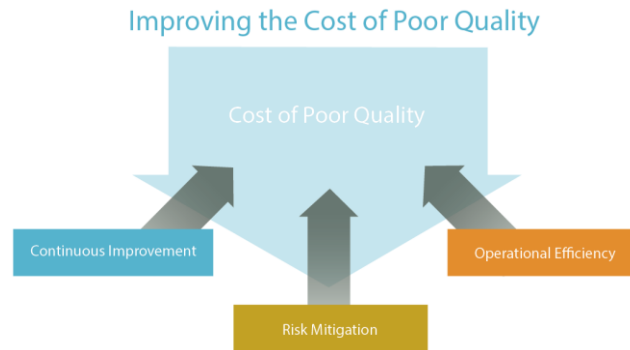 Improving the Cost of Poor Quality
Cost of Poor Quality
Continuous Improvement
Operational Efficiency
Risk Mitigation